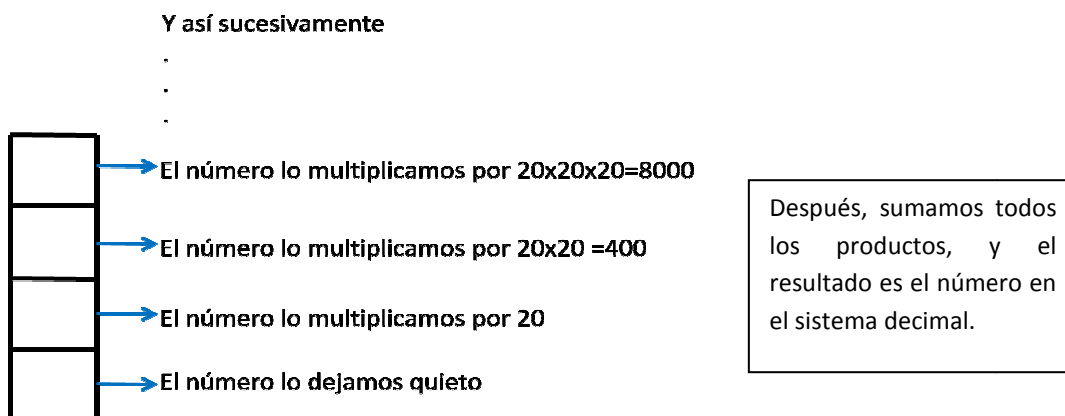 Y así sucesivamente
.
.
.
El número lo multiplicamos por 20x20x20=8000
El número lo multiplicamos por 20x20 =400
El número lo multiplicamos por 20
El número lo dejamos quieto
Después, sumamos todos
los productos, y el
resultado es el número en
el sistema decimal.